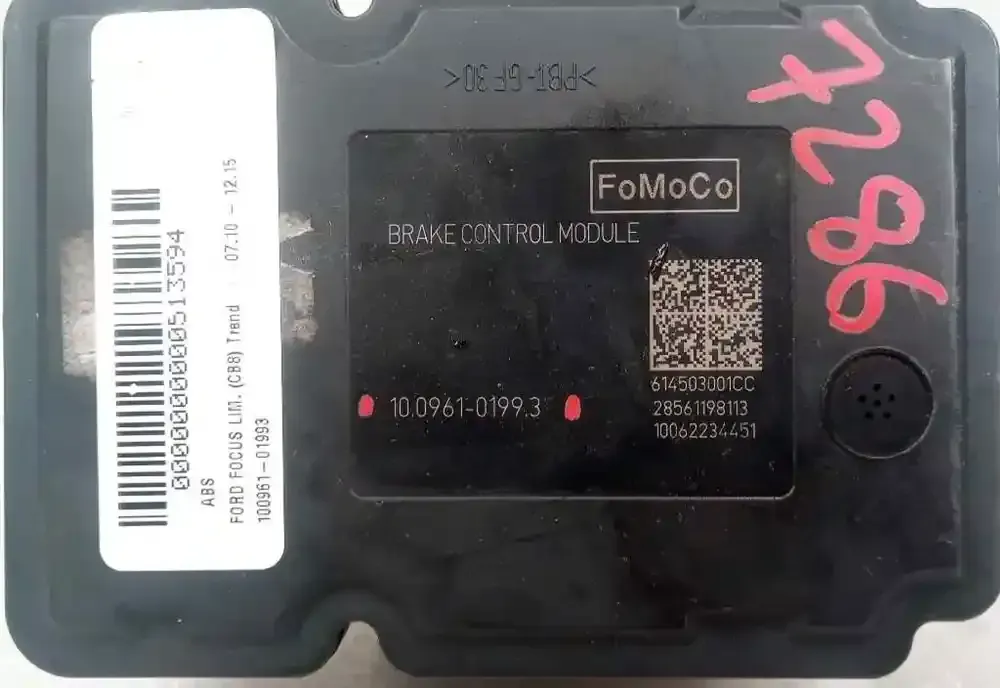 >PBT-GF30<
FoMoCo
BRAKE CONTROL MODULE
10.0961-0199.3
614503001CC
28561198113
10062234451
7286
0000000000000513594
ABS
FORD FOCUS LIM. (CB8) Trend : 07.10 - 12.15
100961-01993